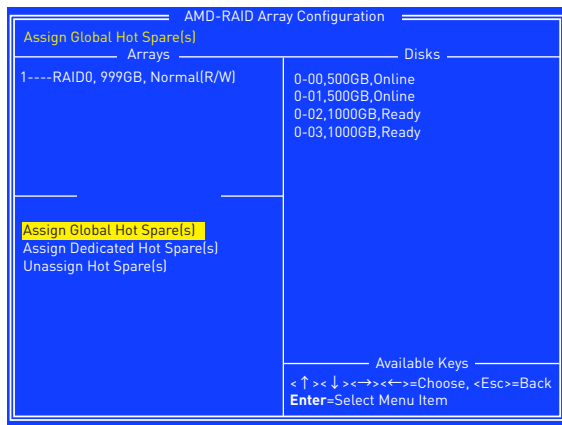 AMD-RAID Array Configuration
Assign Global Hot Spare(s)
Arrays
1----RAID0, 999GB, Normal(R/W)
Disks
0-00,500GB,Online
0-01,500GB,Online
0-02,1000GB,Ready
0-03,1000GB,Ready
Assign Global Hot Spare(s)
Assign Dedicated Hot Spare(s)
Unassign Hot Spare(s)
Available Keys
<↑><↓><→><←>=Choose, <Esc>=Back
Enter=Select Menu Item